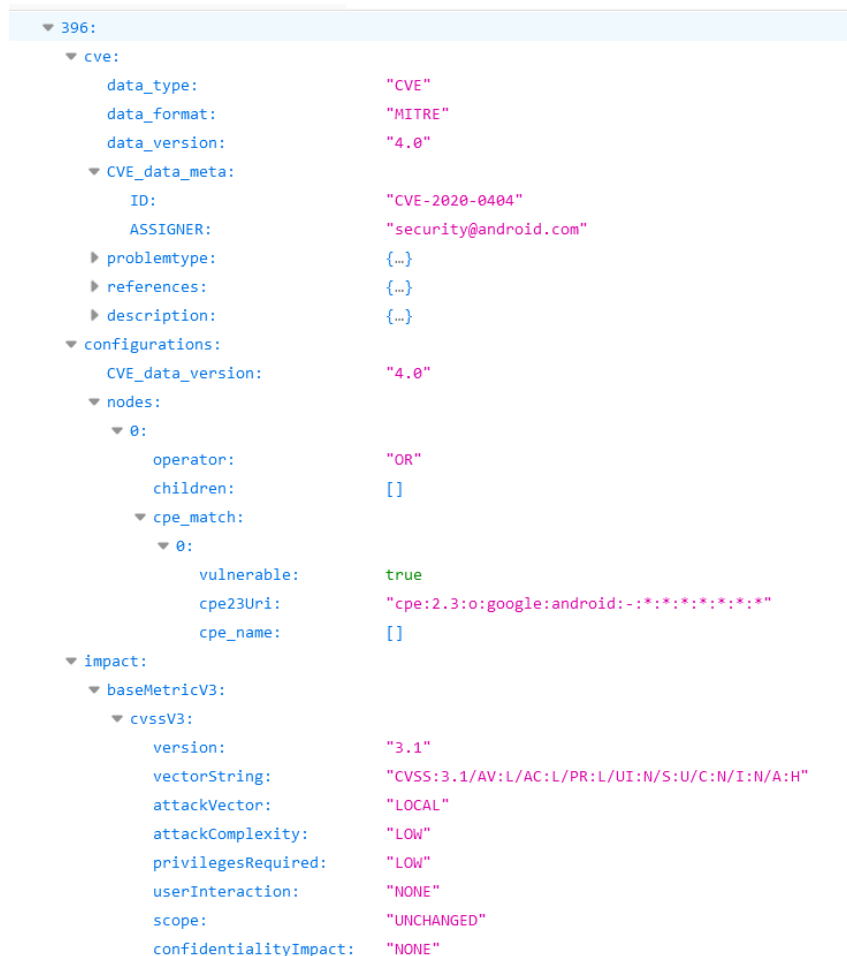 396:
cve:
data_type: "CVE"
data_format: "MITRE"
data_version: "4.0"
CVE_data_meta:
ID: "CVE-2020-0404"
ASSIGNER: "security@android.com"
problemtype: {…}
references: {…}
description: {…}
configurations:
CVE_data_version: "4.0"
nodes:
0:
operator: "OR"
children: []
cpe_match:
0:
vulnerable: true
cpe23Uri: "cpe:2.3:o:google:android:-:*:*:*:*:*:*:*"
cpe_name: []
impact:
baseMetricV3:
cvssV3:
version: "3.1"
vectorString: "CVSS:3.1/AV:L/AC:L/PR:L/UI:N/S:U/C:N/I:N/A:H"
attackVector: "LOCAL"
attackComplexity: "LOW"
privilegesRequired: "LOW"
userInteraction: "NONE"
scope: "UNCHANGED"
confidentialityImpact: "NONE"